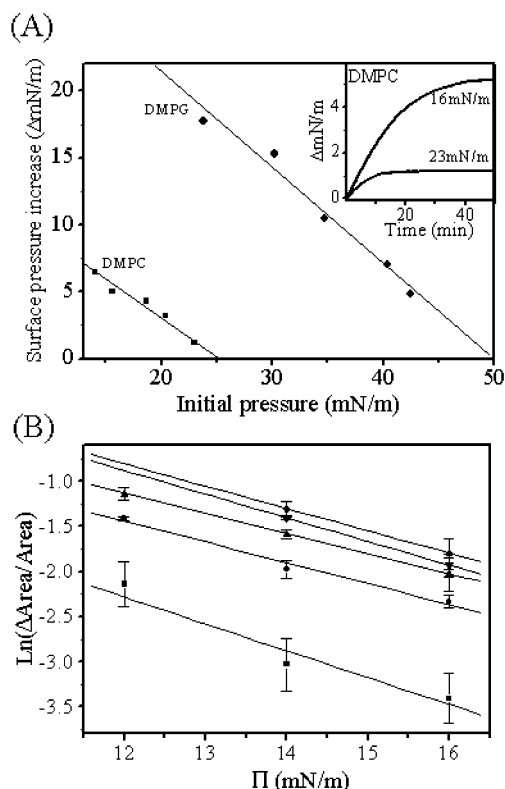 (A)
Surface pressure increase (ΔmN/m)
20
15
10
5
0
DMPG
DMPC
DMPC
ΔmN/m
4
2
0
16mN/m
23mN/m
0
20
40
Time (min)
20
30
40
50
Initial pressure (mN/m)
(B)
Ln(ΔArea/Area)
-1.0
-1.5
-2.0
-2.5
-3.0
-3.5
12
13
14
15
16
Π (mN/m)